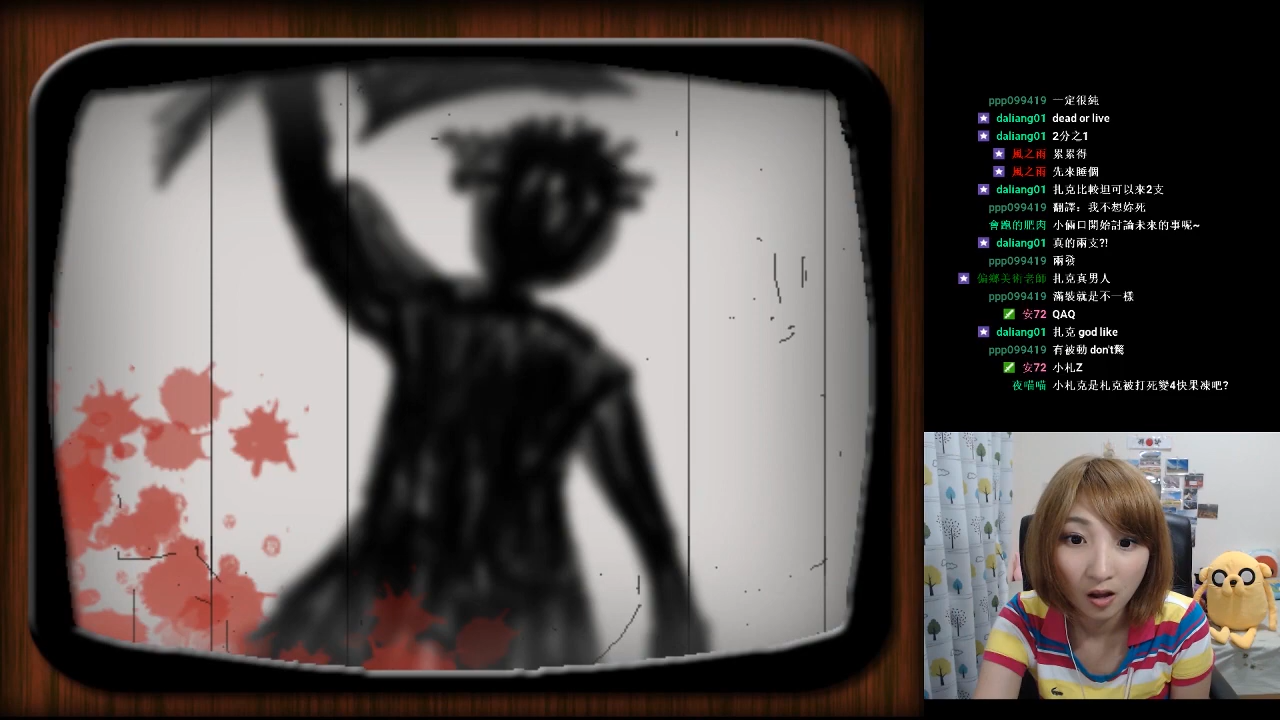 ppp099419 一定很純
daliang01 dead or live
daliang01 2分之1
風之雨 累累得
風之雨 先來睡個
daliang01 扎克比較坦可以來2支
ppp099419 翻譯：我不想妳死
會跑的肥肉 小倆口開始討論未來的事呢~
daliang01 真的兩支?!
ppp099419 兩發
偏鄉美術老師 扎克真男人
ppp099419 滿裝就是不一樣
安72 QAQ
daliang01 扎克 god like
ppp099419 有被動 don't驚
安72 小札Z
夜喵喵 小札克是札克被打死變4快果凍吧?